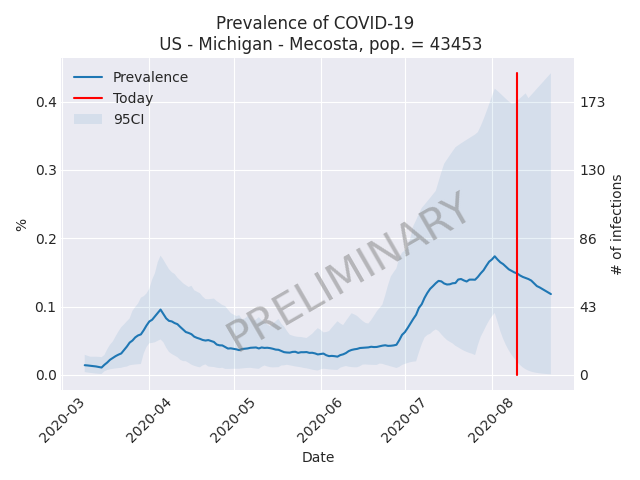 Prevalence of COVID-19
US - Michigan - Mecosta, pop. = 43453
Prevalence
Today
95CI
PRELIMINARY
%
0.4
0.3
0.2
0.1
0.0
173
130
86
43
0
# of infections
2020-03
2020-04
2020-05
2020-06
2020-07
2020-08
Date